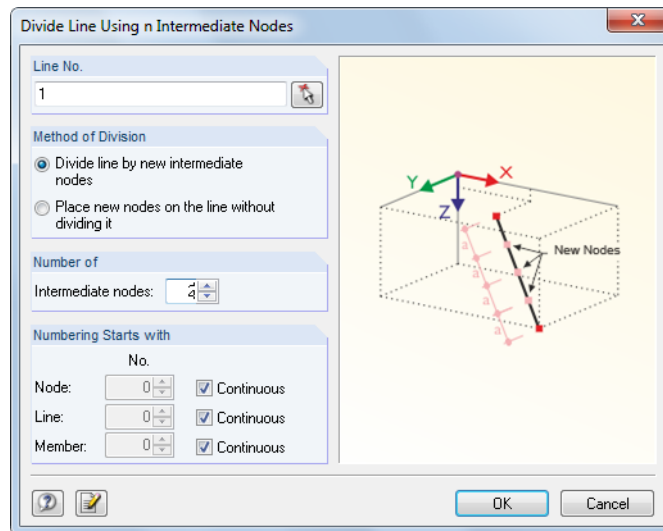 Divide Line Using n Intermediate Nodes
Line No.
1
Method of Division
Divide line by new intermediate
nodes
Place new nodes on the line without
dividing it
Number of
Intermediate nodes:
Numbering Starts with
No.
Node: 0 Continuous
Line: 0 Continuous
Member: 0 Continuous
X
Y
Z
New Nodes
a
a
a
a
OK
Cancel